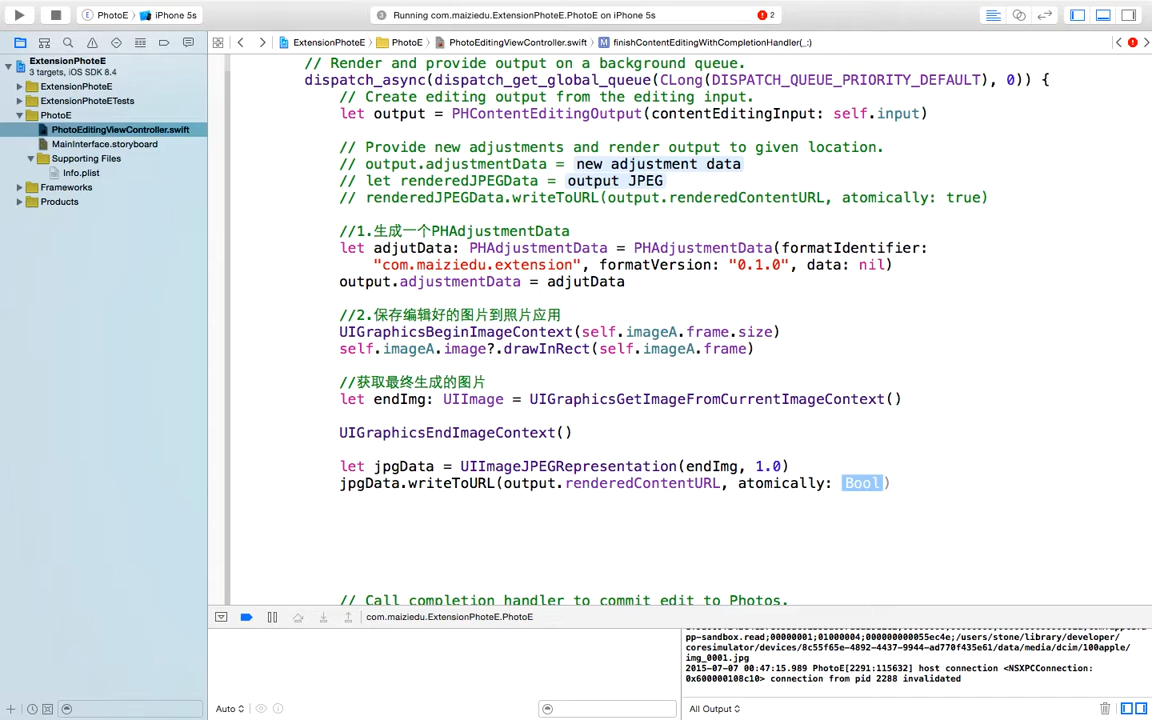 PhotoE
iPhone 5s
Running com.maiziedu.ExtensionPhoteE.PhotoE on iPhone 5s
2
ExtensionPhoteE
PhotoE
PhotoEditingViewController.swift
M
finishContentEditingWithCompletionHandler(_:)
ExtensionPhoteE
3 targets, iOS SDK 8.4
ExtensionPhoteE
ExtensionPhoteETests
PhotoE
PhotoEditingViewController.swift
MainInterface.storyboard
Supporting Files
Info.plist
Frameworks
Products
// Render and provide output on a background queue.
dispatch_async(dispatch_get_global_queue(CLong(DISPATCH_QUEUE_PRIORITY_DEFAULT), 0)) {
// Create editing output from the editing input.
let output = PHContentEditingOutput(contentEditingInput: self.input)
// Provide new adjustments and render output to given location.
// output.adjustmentData = new adjustment data
// let renderedJPEGData = output JPEG
// renderedJPEGData.writeToURL(output.renderedContentURL, atomically: true)
//1.生成一个PHAdjustmentData
let adjutData: PHAdjustmentData = PHAdjustmentData(formatIdentifier:
"com.maiziedu.extension", formatVersion: "0.1.0", data: nil)
output.adjustmentData = adjutData
//2.保存编辑好的图片到照片应用
UIGraphicsBeginImageContext(self.imageA.frame.size)
self.imageA.image?.drawInRect(self.imageA.frame)
//获取最终生成的图片
let endImg: UIImage = UIGraphicsGetImageFromCurrentImageContext()
UIGraphicsEndImageContext()
let jpgData = UIImageJPEGRepresentation(endImg, 1.0)
jpgData.writeToURL(output.renderedContentURL, atomically: Bool)
// Call completion handler to commit edit to Photos.
com.maiziedu.ExtensionPhoteE.PhotoE
pp-sandbox.read;00000001;01000004;000000000055ec4e;/users/stone/library/developer/
coresimulator/devices/8c55f65e-4892-4437-9944-ad770f435e61/data/media/dcim/100apple/
img_0001.jpg
2015-07-07 00:47:15.989 PhotoE[2291:115632] host connection <NSXPCConnection:
0x600000108c10> connection from pid 2288 invalidated
Auto
All Output